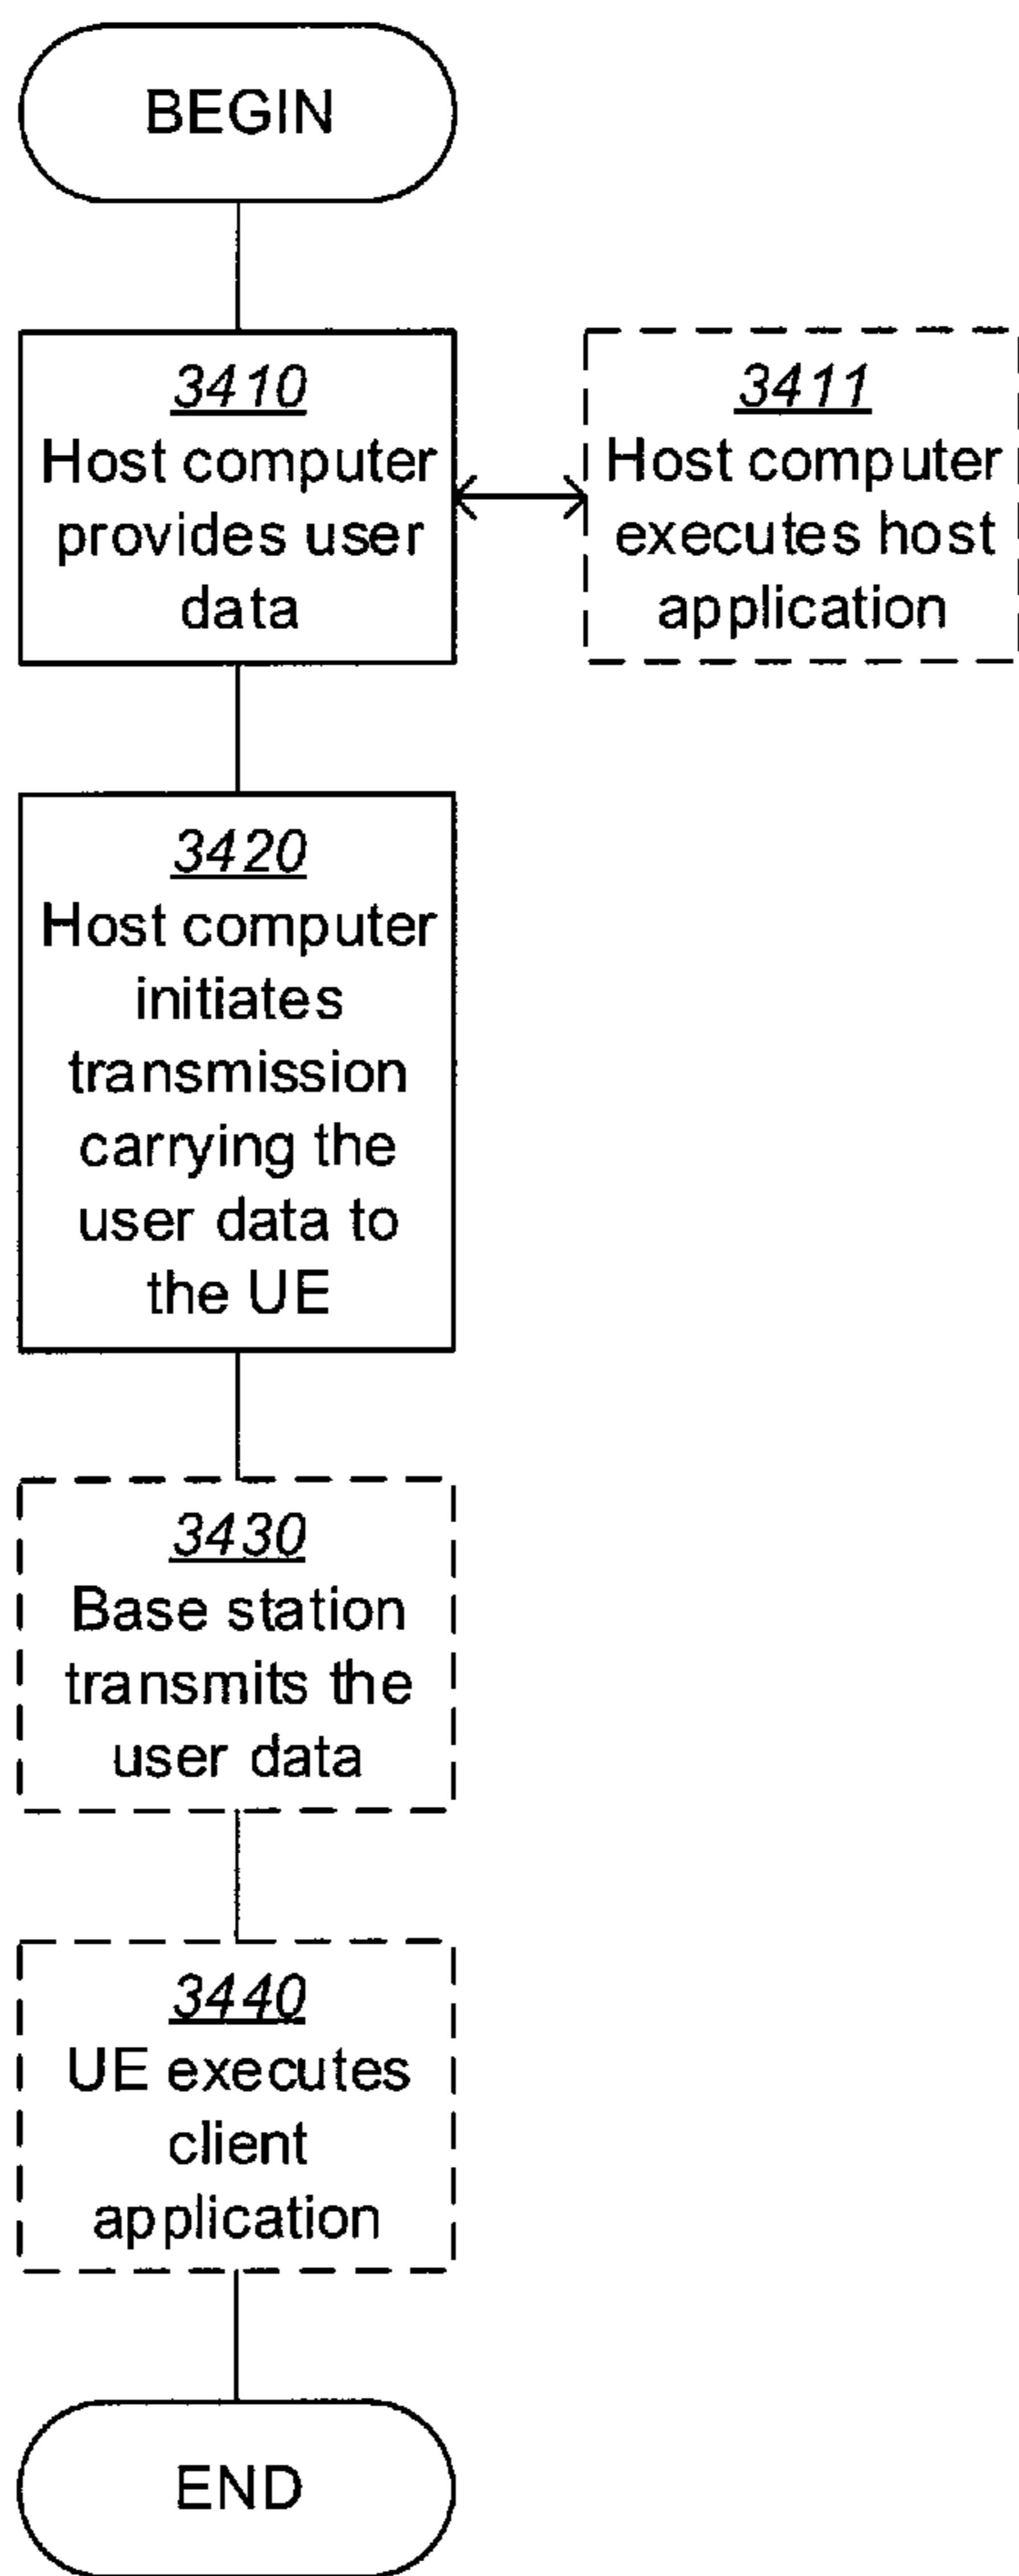 BEGIN
3410
Host computer
provides user
data
3411
Host computer
executes host
application
3420
Host computer
initiates
transmission
carrying the
user data to
the UE
3430
Base station
transmits the
user data
3440
UE executes
client
application
END